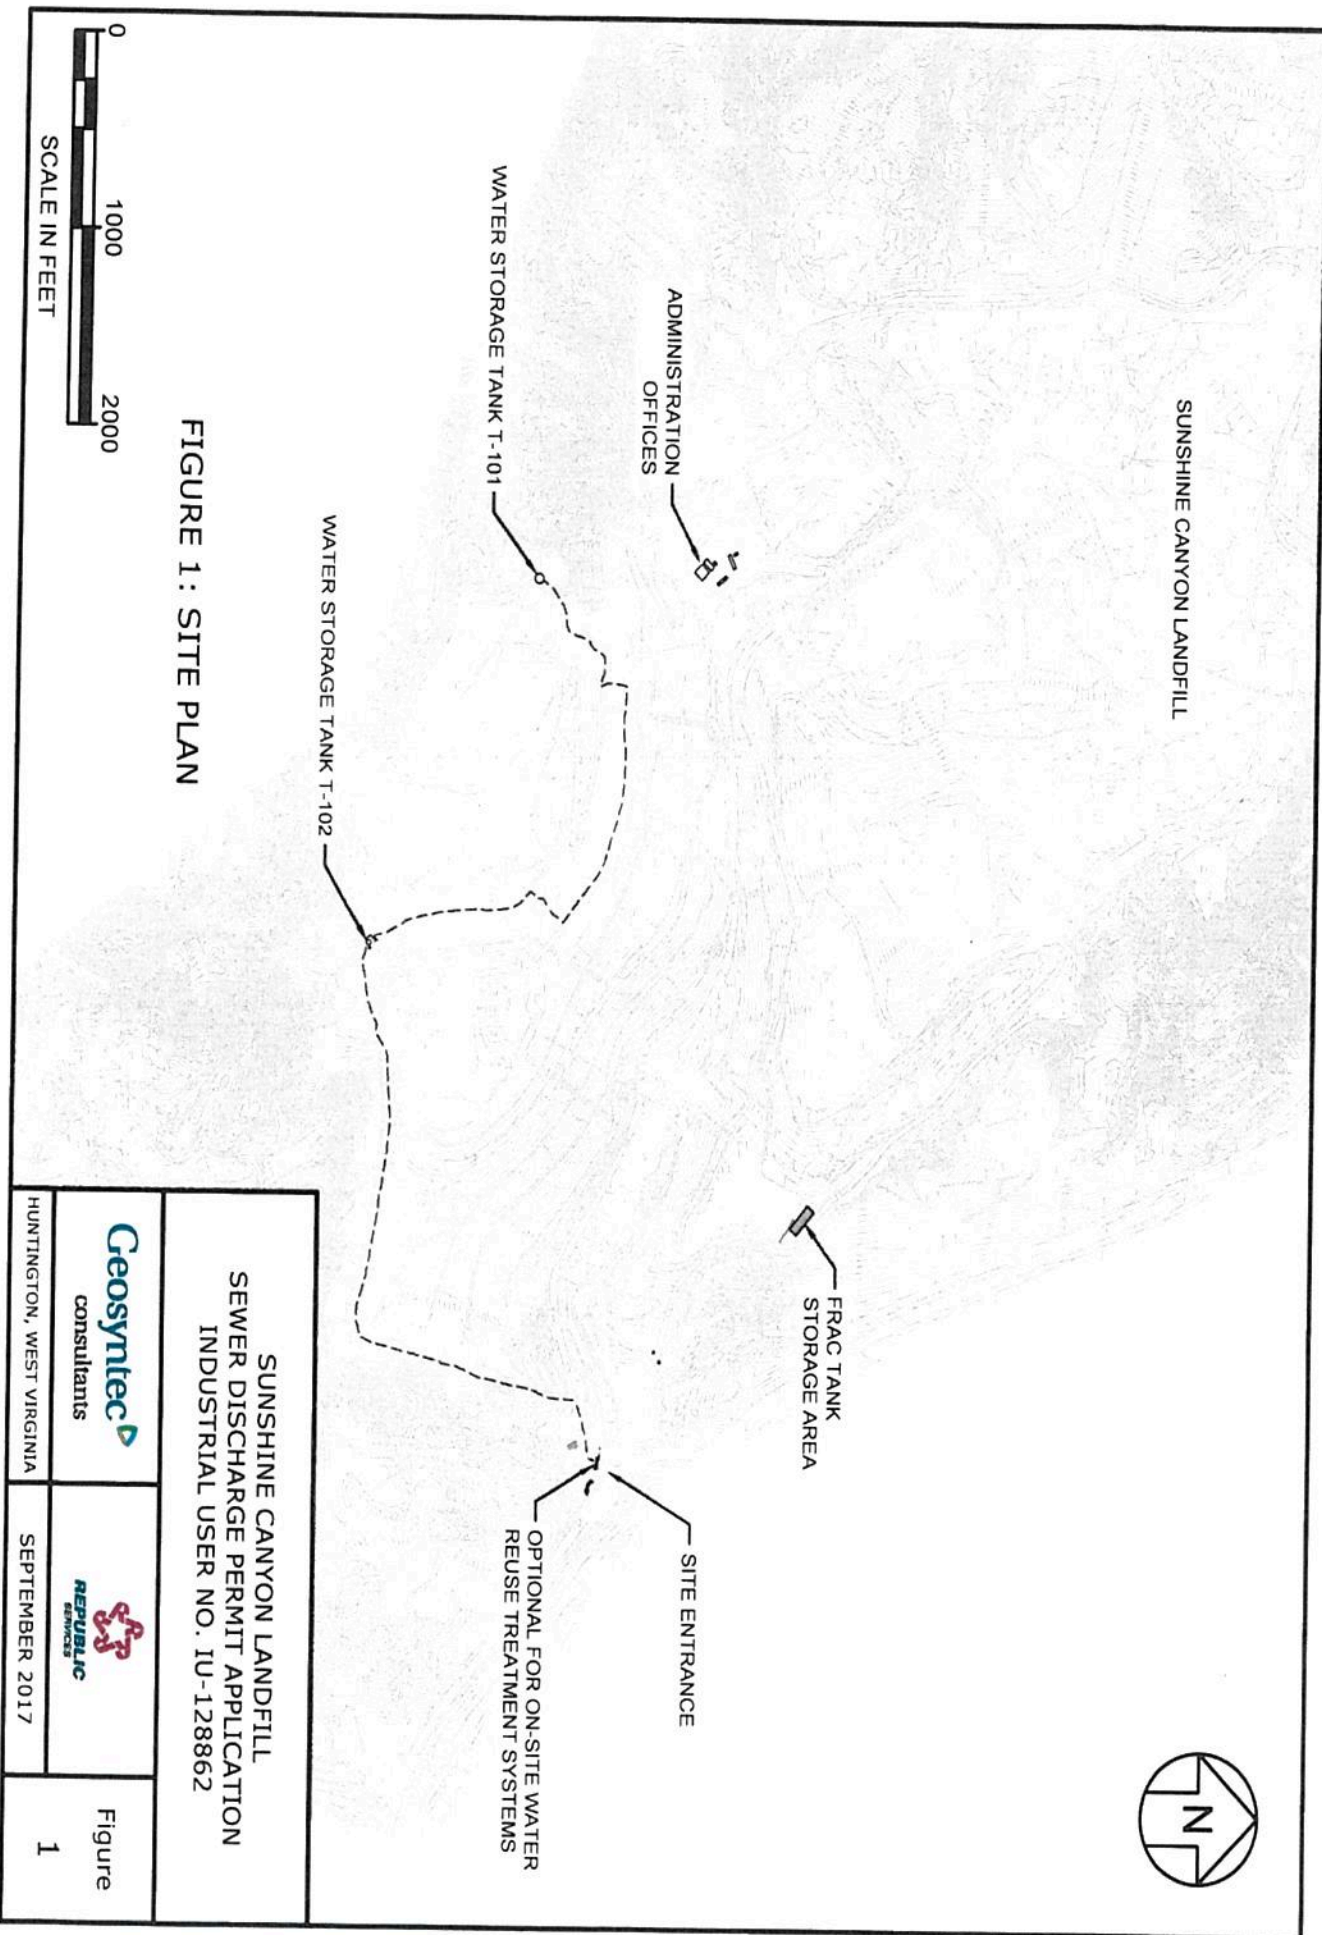 SUNSHINE CANYON LANDFILL
N
ADMINISTRATION
OFFICES
FRAC TANK
STORAGE AREA
SITE ENTRANCE
WATER STORAGE TANK T-101
OPTIONAL FOR ON-SITE WATER
REUSE TREATMENT SYSTEMS
WATER STORAGE TANK T-102
FIGURE 1: SITE PLAN
0
1000
2000
SCALE IN FEET
SUNSHINE CANYON LANDFILL
SEWER DISCHARGE PERMIT APPLICATION
INDUSTRIAL USER NO. IU-128862
Geosyntec
consultants
REPUBLIC
SERVICES
HUNTINGTON, WEST VIRGINIA
SEPTEMBER 2017
Figure
1